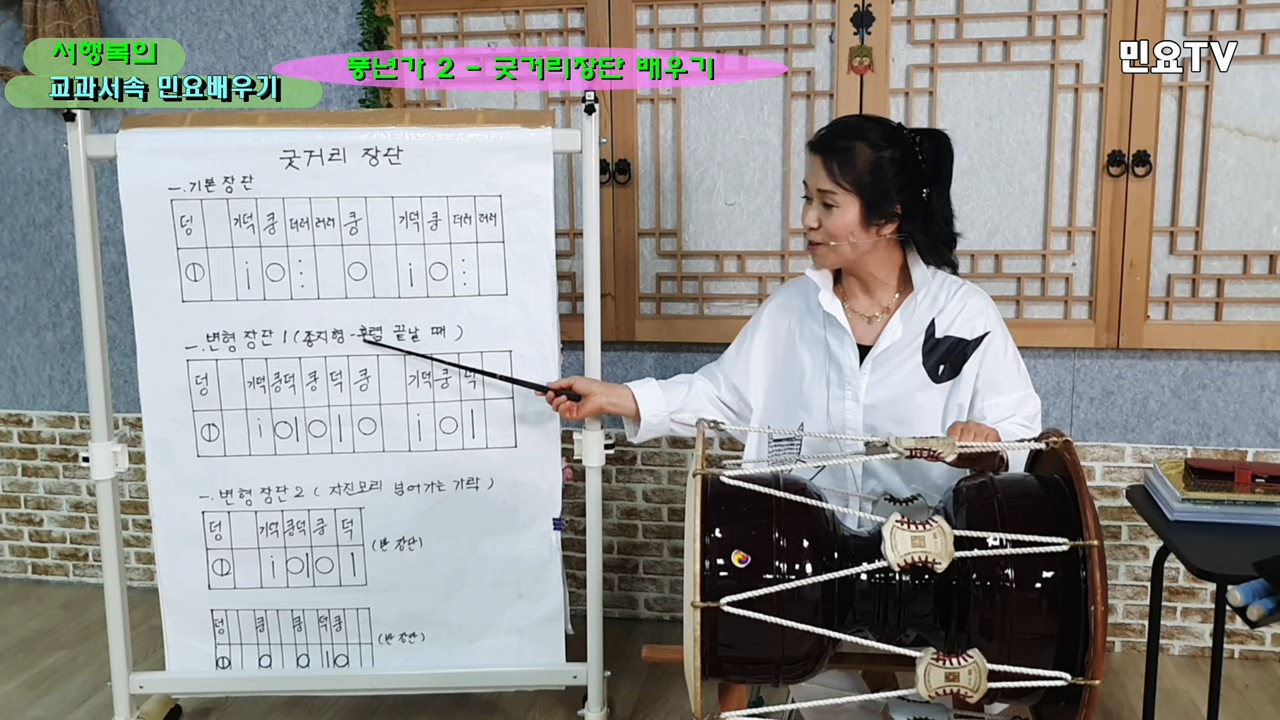 서행복의
교과서속 민요배우기
풍년가 2 - 굿거리장단 배우기
민요TV
굿거리 장단
一. 기본 장단
덩 기덕 쿵 더러 러러 쿵 기덕 쿵 더러 러러
一. 변형 장단 1 (종지형 - 후렴 끝날 때)
덩 기덕 쿵덕 쿵 덕 쿵 기덕 쿵 덕
一. 변형 장단 2 ( 자진모리 넘어가는 가락 )
덩 기덕 쿵덕 쿵 덕
(반 장단)
덩 쿵 쿵 덕 쿵
(반 장단)